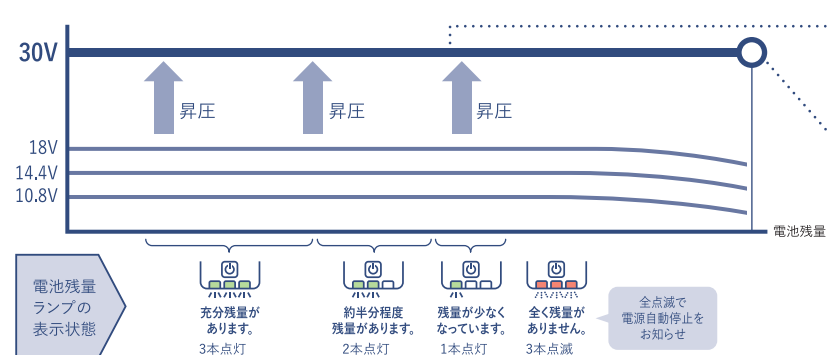 30V
昇圧
昇圧
昇圧
18V
14.4V
10.8V
電池残量
電池残量
ランプの
表示状態
充分残量が
あります。
3本点灯
約半分程度
残量があります。
2本点灯
残量が少なく
なっています。
1本点灯
全く残量が
ありません。
3本点滅
全点滅で
電源自動停止を
お知らせ